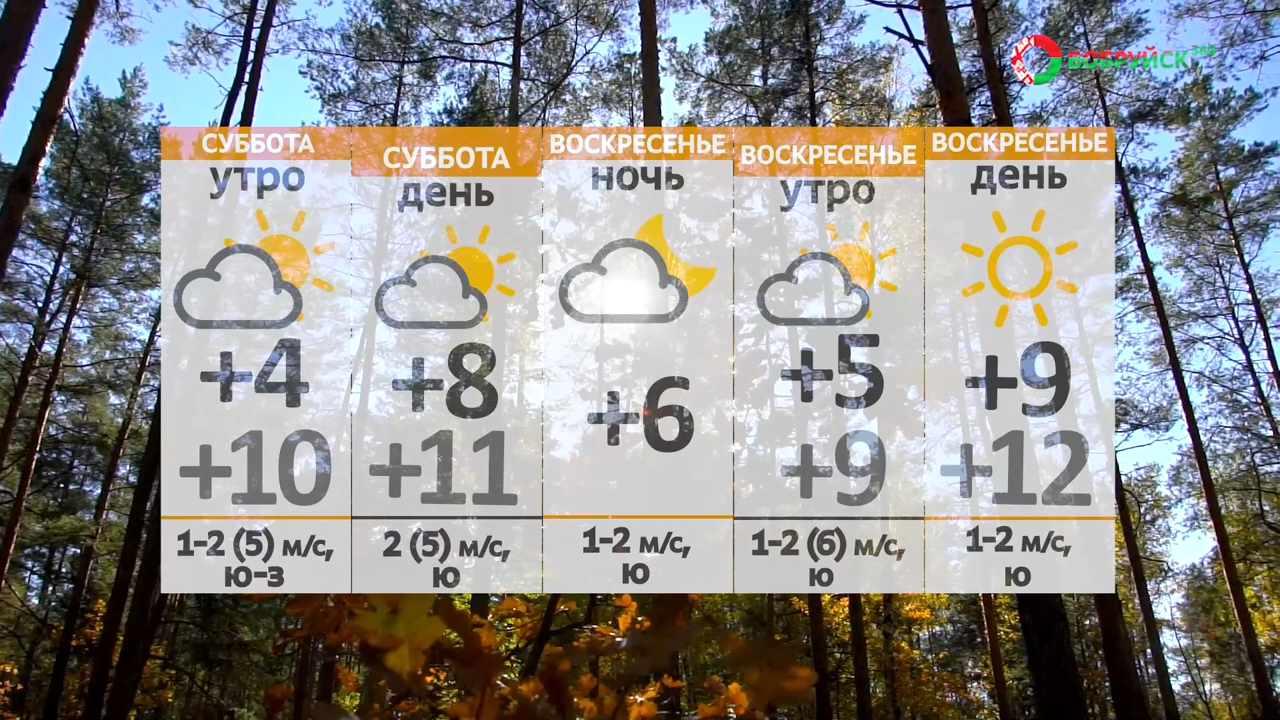 БОБРУЙСК 360
СУББОТА
утро
+4
+10
1-2 (5) м/с,
ю-з
СУББОТА
день
+8
+11
2 (5) м/с,
ю
ВОСКРЕСЕНЬЕ
ночь
+6
1-2 м/с,
ю
ВОСКРЕСЕНЬЕ
утро
+5
+9
1-2 (6) м/с,
ю
ВОСКРЕСЕНЬЕ
день
+9
+12
1-2 м/с,
ю